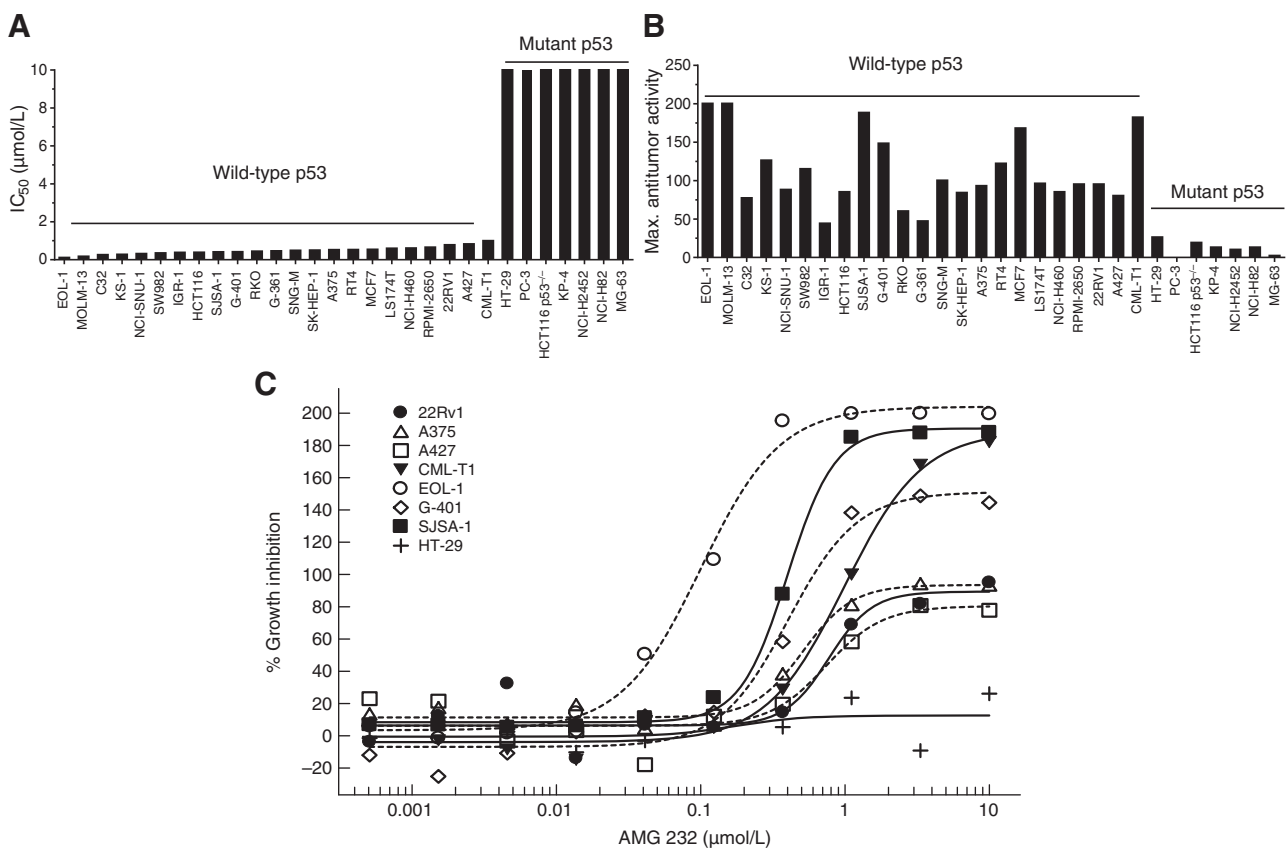 A
Mutant p53
Wild-type p53
IC50 (µmol/L)
10
8
6
4
2
0
EOL-1
MOLM-13
C32
KS-1
NCI-SNU-1
SW982
IGR-1
HCT116
SJSA-1
G-401
RKO
G-361
SNG-M
SK-HEP-1
A375
RT4
MCF7
LS174T
NCI-H460
RPMI-2650
22RV1
A427
CML-T1
HT-29
PC-3
HCT116 p53−/−
KP-4
NCI-H2452
NCI-H82
MG-63
B
Wild-type p53
Mutant p53
Max. antitumor activity
250
200
150
100
50
0
EOL-1
MOLM-13
C32
KS-1
NCI-SNU-1
SW982
IGR-1
HCT116
SJSA-1
G-401
RKO
G-361
SNG-M
SK-HEP-1
A375
RT4
MCF7
LS174T
NCI-H460
RPMI-2650
22RV1
A427
CML-T1
HT-29
PC-3
HCT116 p53−/−
KP-4
NCI-H2452
NCI-H82
MG-63
C
% Growth inhibition
200
180
160
140
120
100
80
60
40
20
0
−20
22Rv1
A375
A427
CML-T1
EOL-1
G-401
SJSA-1
HT-29
0.001
0.01
0.1
1
10
AMG 232 (µmol/L)